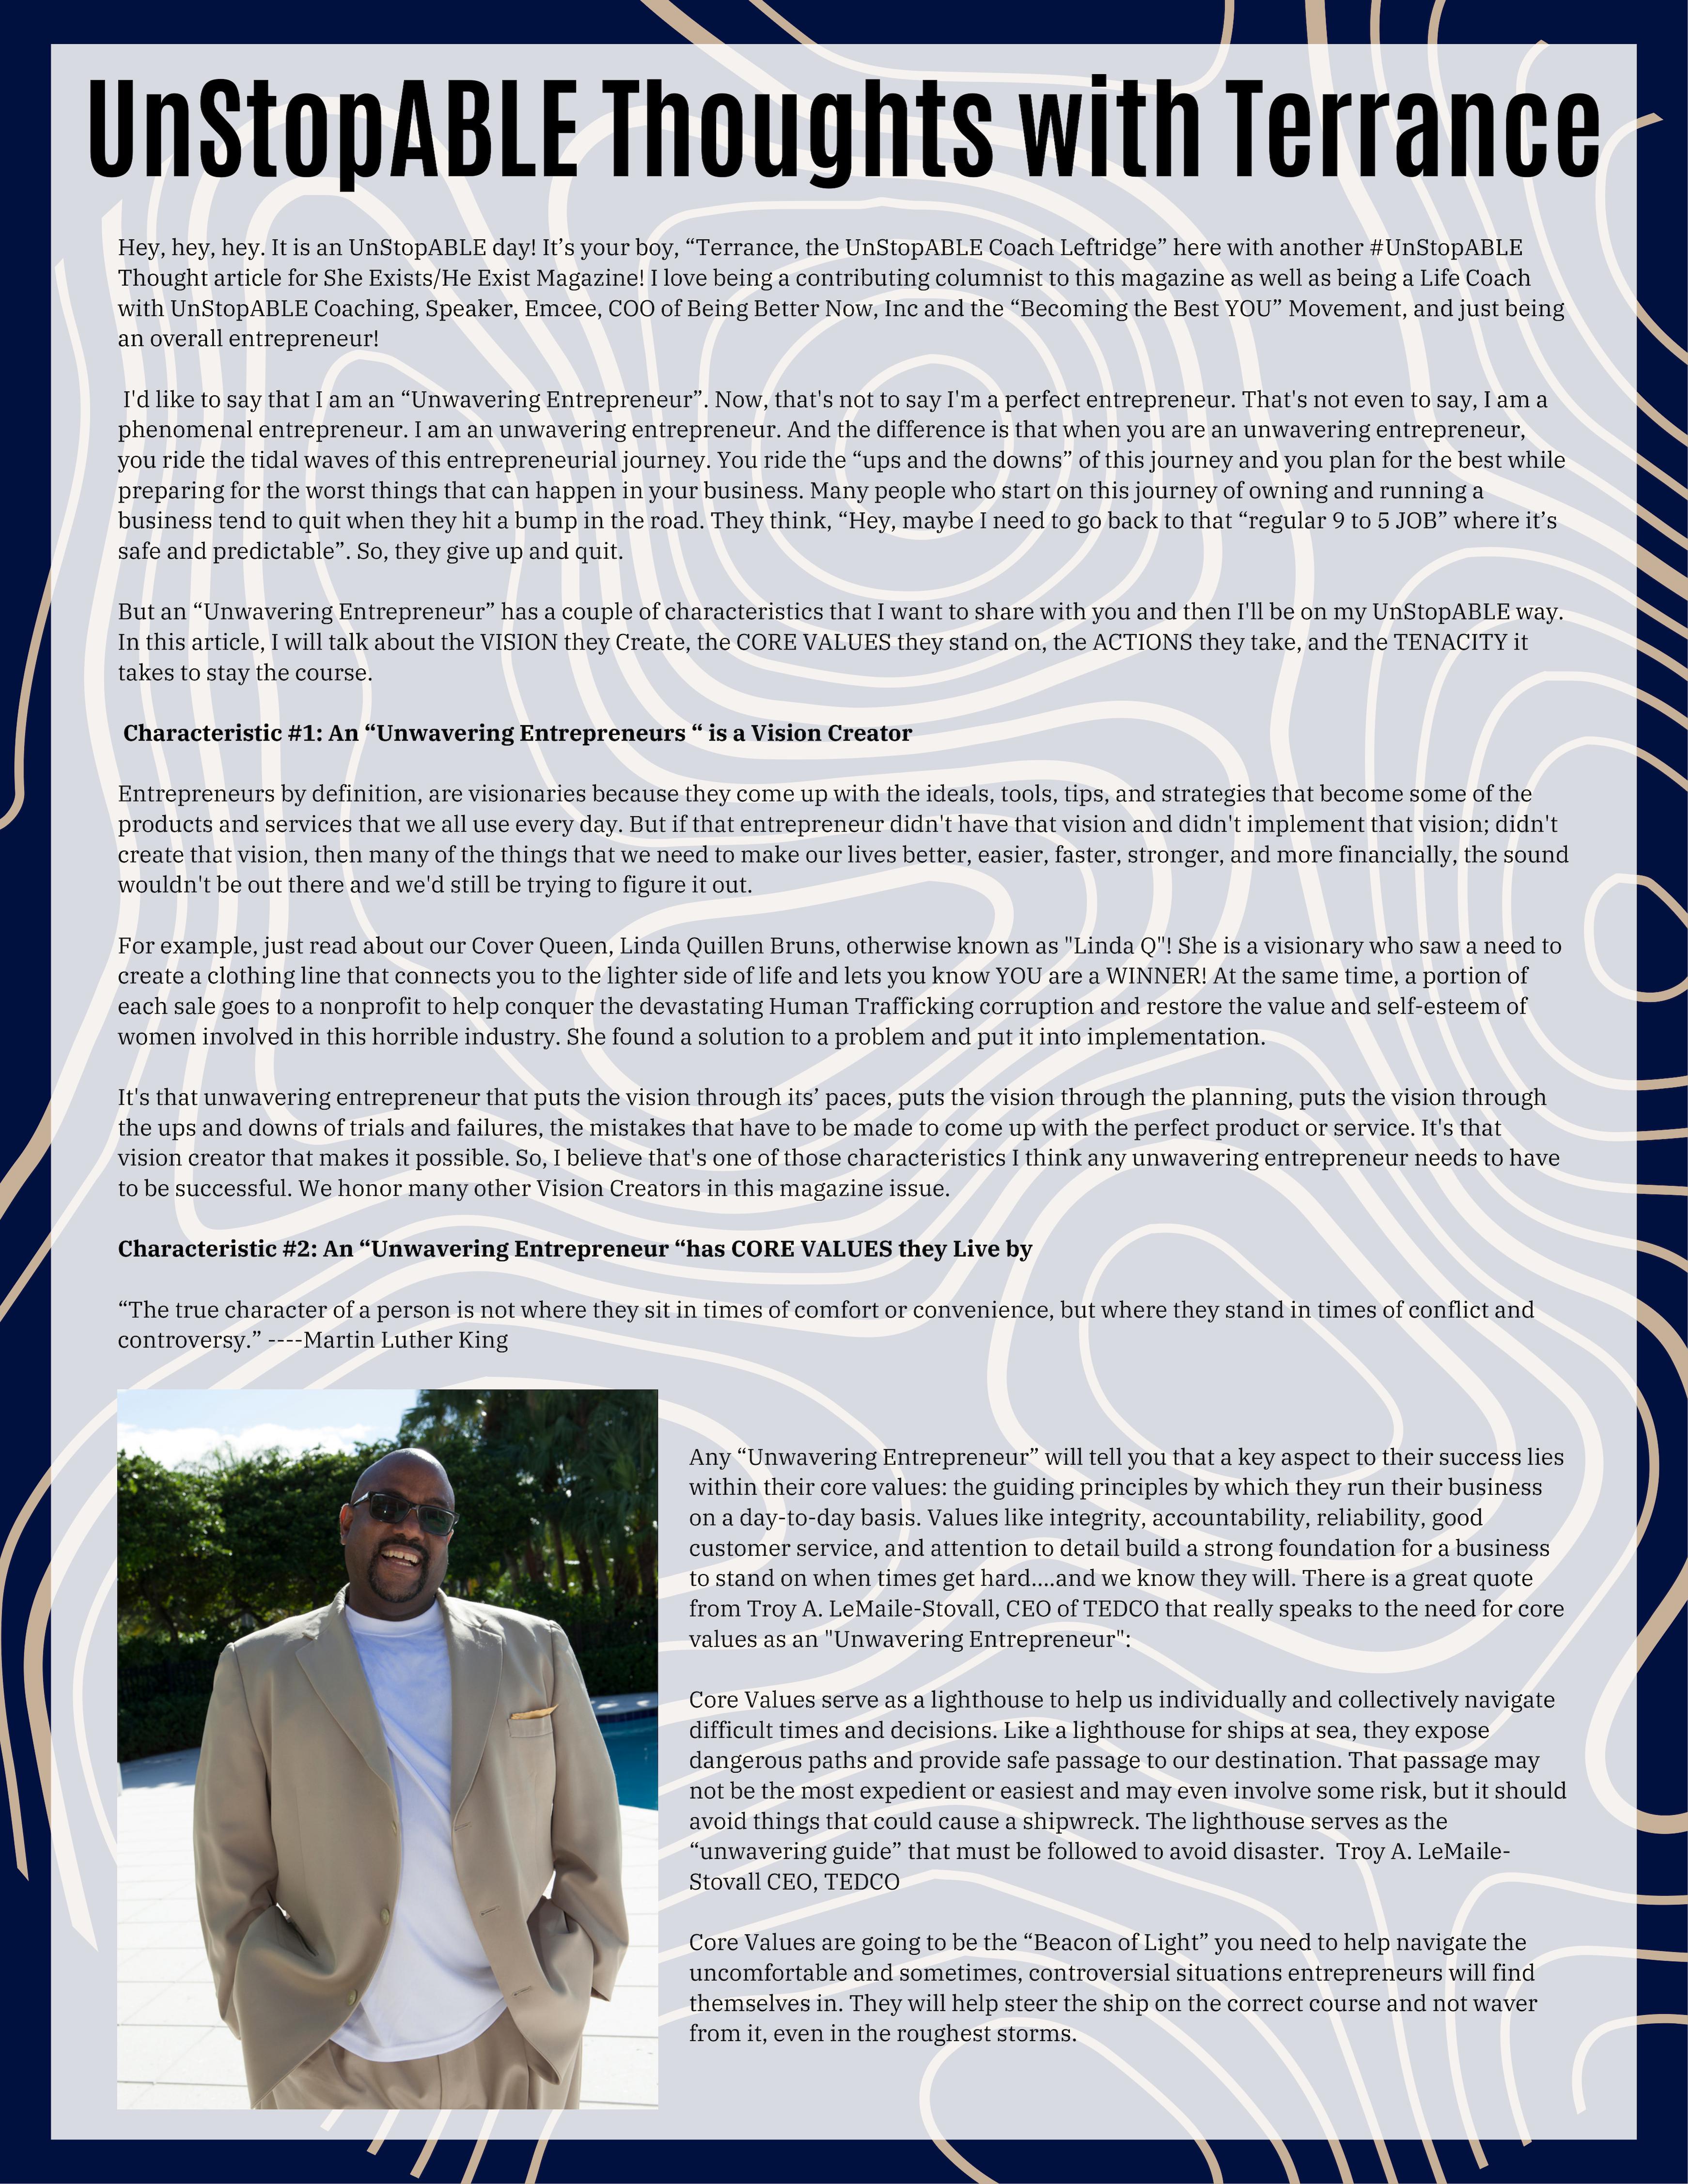 UnStopABLE Thoughts with Terrance
Hey, hey, hey. It is an UnStopABLE day! It’s your boy, “Terrance, the UnStopABLE Coach Leftridge” here with another #UnStopABLE
Thought article for She Exists/He Exist Magazine! I love being a contributing columnist to this magazine as well as being a Life Coach
with UnStopABLE Coaching, Speaker, Emcee, COO of Being Better Now, Inc and the “Becoming the Best YOU” Movement, and just being
an overall entrepreneur!
I'd like to say that I am an “Unwavering Entrepreneur”. Now, that's not to say I'm a perfect entrepreneur. That's not even to say, I am a
phenomenal entrepreneur. I am an unwavering entrepreneur. And the difference is that when you are an unwavering entrepreneur,
you ride the tidal waves of this entrepreneurial journey. You ride the “ups and the downs” of this journey and you plan for the best while
preparing for the worst things that can happen in your business. Many people who start on this journey of owning and running a
business tend to quit when they hit a bump in the road. They think, “Hey, maybe I need to go back to that “regular 9 to 5 JOB” where it’s
safe and predictable”. So, they give up and quit.
But an “Unwavering Entrepreneur” has a couple of characteristics that I want to share with you and then I'll be on my UnStopABLE way.
In this article, I will talk about the VISION they Create, the CORE VALUES they stand on, the ACTIONS they take, and the TENACITY it
takes to stay the course.
Characteristic #1: An “Unwavering Entrepreneurs “ is a Vision Creator
Entrepreneurs by definition, are visionaries because they come up with the ideals, tools, tips, and strategies that become some of the
products and services that we all use every day. But if that entrepreneur didn't have that vision and didn't implement that vision; didn't
create that vision, then many of the things that we need to make our lives better, easier, faster, stronger, and more financially, the sound
wouldn't be out there and we'd still be trying to figure it out.
For example, just read about our Cover Queen, Linda Quillen Bruns, otherwise known as "Linda Q"! She is a visionary who saw a need to
create a clothing line that connects you to the lighter side of life and lets you know YOU are a WINNER! At the same time, a portion of
each sale goes to a nonprofit to help conquer the devastating Human Trafficking corruption and restore the value and self-esteem of
women involved in this horrible industry. She found a solution to a problem and put it into implementation.
It's that unwavering entrepreneur that puts the vision through its’ paces, puts the vision through the planning, puts the vision through
the ups and downs of trials and failures, the mistakes that have to be made to come up with the perfect product or service. It's that
vision creator that makes it possible. So, I believe that's one of those characteristics I think any unwavering entrepreneur needs to have
to be successful. We honor many other Vision Creators in this magazine issue.
Characteristic #2: An “Unwavering Entrepreneur “has CORE VALUES they Live by
“The true character of a person is not where they sit in times of comfort or convenience, but where they stand in times of conflict and
controversy.” ----Martin Luther King
Any “Unwavering Entrepreneur” will tell you that a key aspect to their success lies
within their core values: the guiding principles by which they run their business
on a day-to-day basis. Values like integrity, accountability, reliability, good
customer service, and attention to detail build a strong foundation for a business
to stand on when times get hard....and we know they will. There is a great quote
from Troy A. LeMaile-Stovall, CEO of TEDCO that really speaks to the need for core
values as an "Unwavering Entrepreneur":
Core Values serve as a lighthouse to help us individually and collectively navigate
difficult times and decisions. Like a lighthouse for ships at sea, they expose
dangerous paths and provide safe passage to our destination. That passage may
not be the most expedient or easiest and may even involve some risk, but it should
avoid things that could cause a shipwreck. The lighthouse serves as the
“unwavering guide” that must be followed to avoid disaster.  Troy A. LeMaile-
Stovall CEO, TEDCO
Core Values are going to be the “Beacon of Light” you need to help navigate the
uncomfortable and sometimes, controversial situations entrepreneurs will find
themselves in. They will help steer the ship on the correct course and not waver
from it, even in the roughest storms.